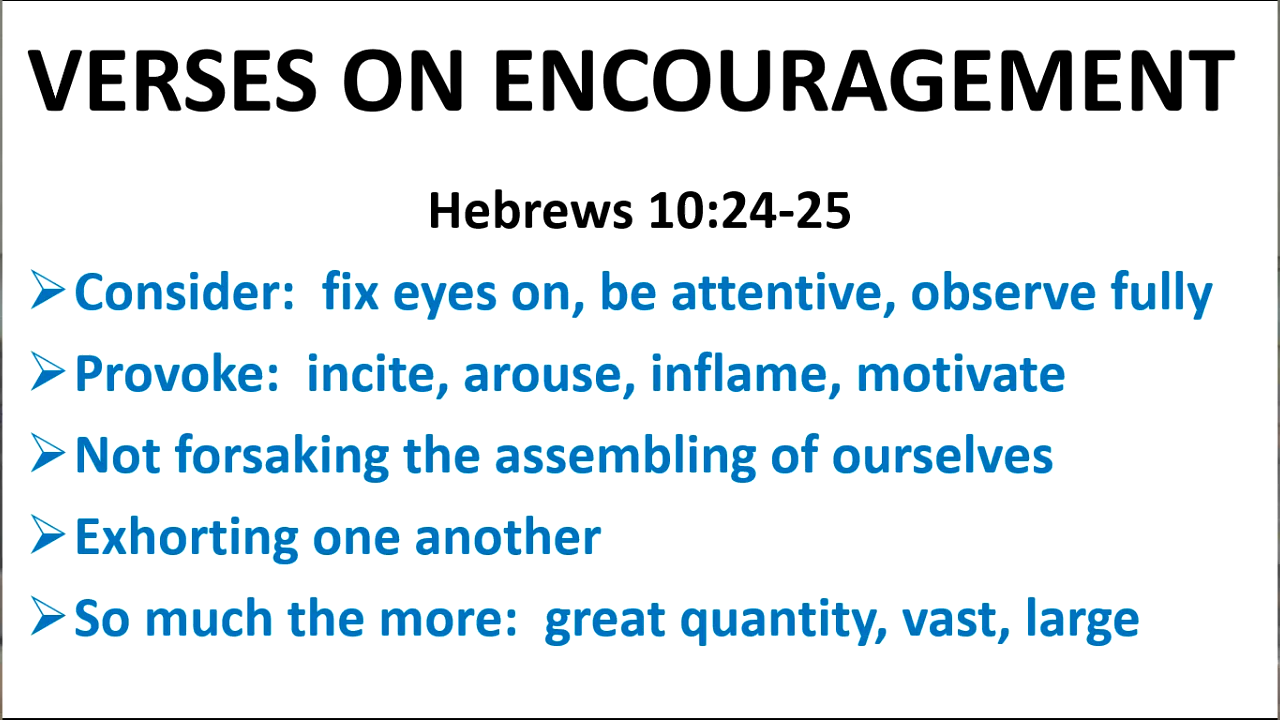 VERSES ON ENCOURAGEMENT
Hebrews 10:24-25
➢Consander: fix eyes on, be attentive, observe fully
➢Provoke: incite, arouse, inflame, motivate
➢Not forsaking the assembling of ourselves
➢Exhorting one another
➢So much the more: great quantity, vast, large